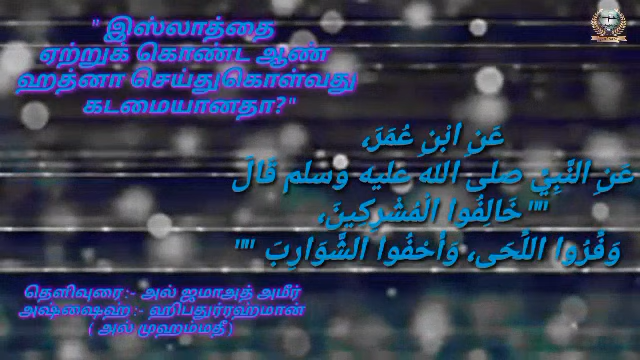 " இஸ்லாத்தை
ஏற்றுக் கொண்ட ஆண்
ஹத்னா செய்துகொள்வது
கடமையானதா?"
عَنِ ابْنِ عُمَرَ،
عَنِ النَّبِيِّ صلى الله عليه وسلم قَالَ
"" خَالِفُوا الْمُشْرِكِينَ،
وَفِّرُوا اللِّحَى، وَأَحْفُوا الشَّوَارِبَ ""
தெளிவுரை :- அல் ஜமாஅத் அமீர்
அஷ்ஷைஹ் :- ஹிபதுர்ரஹ்மான்
( அல் முஹம்மதீ )